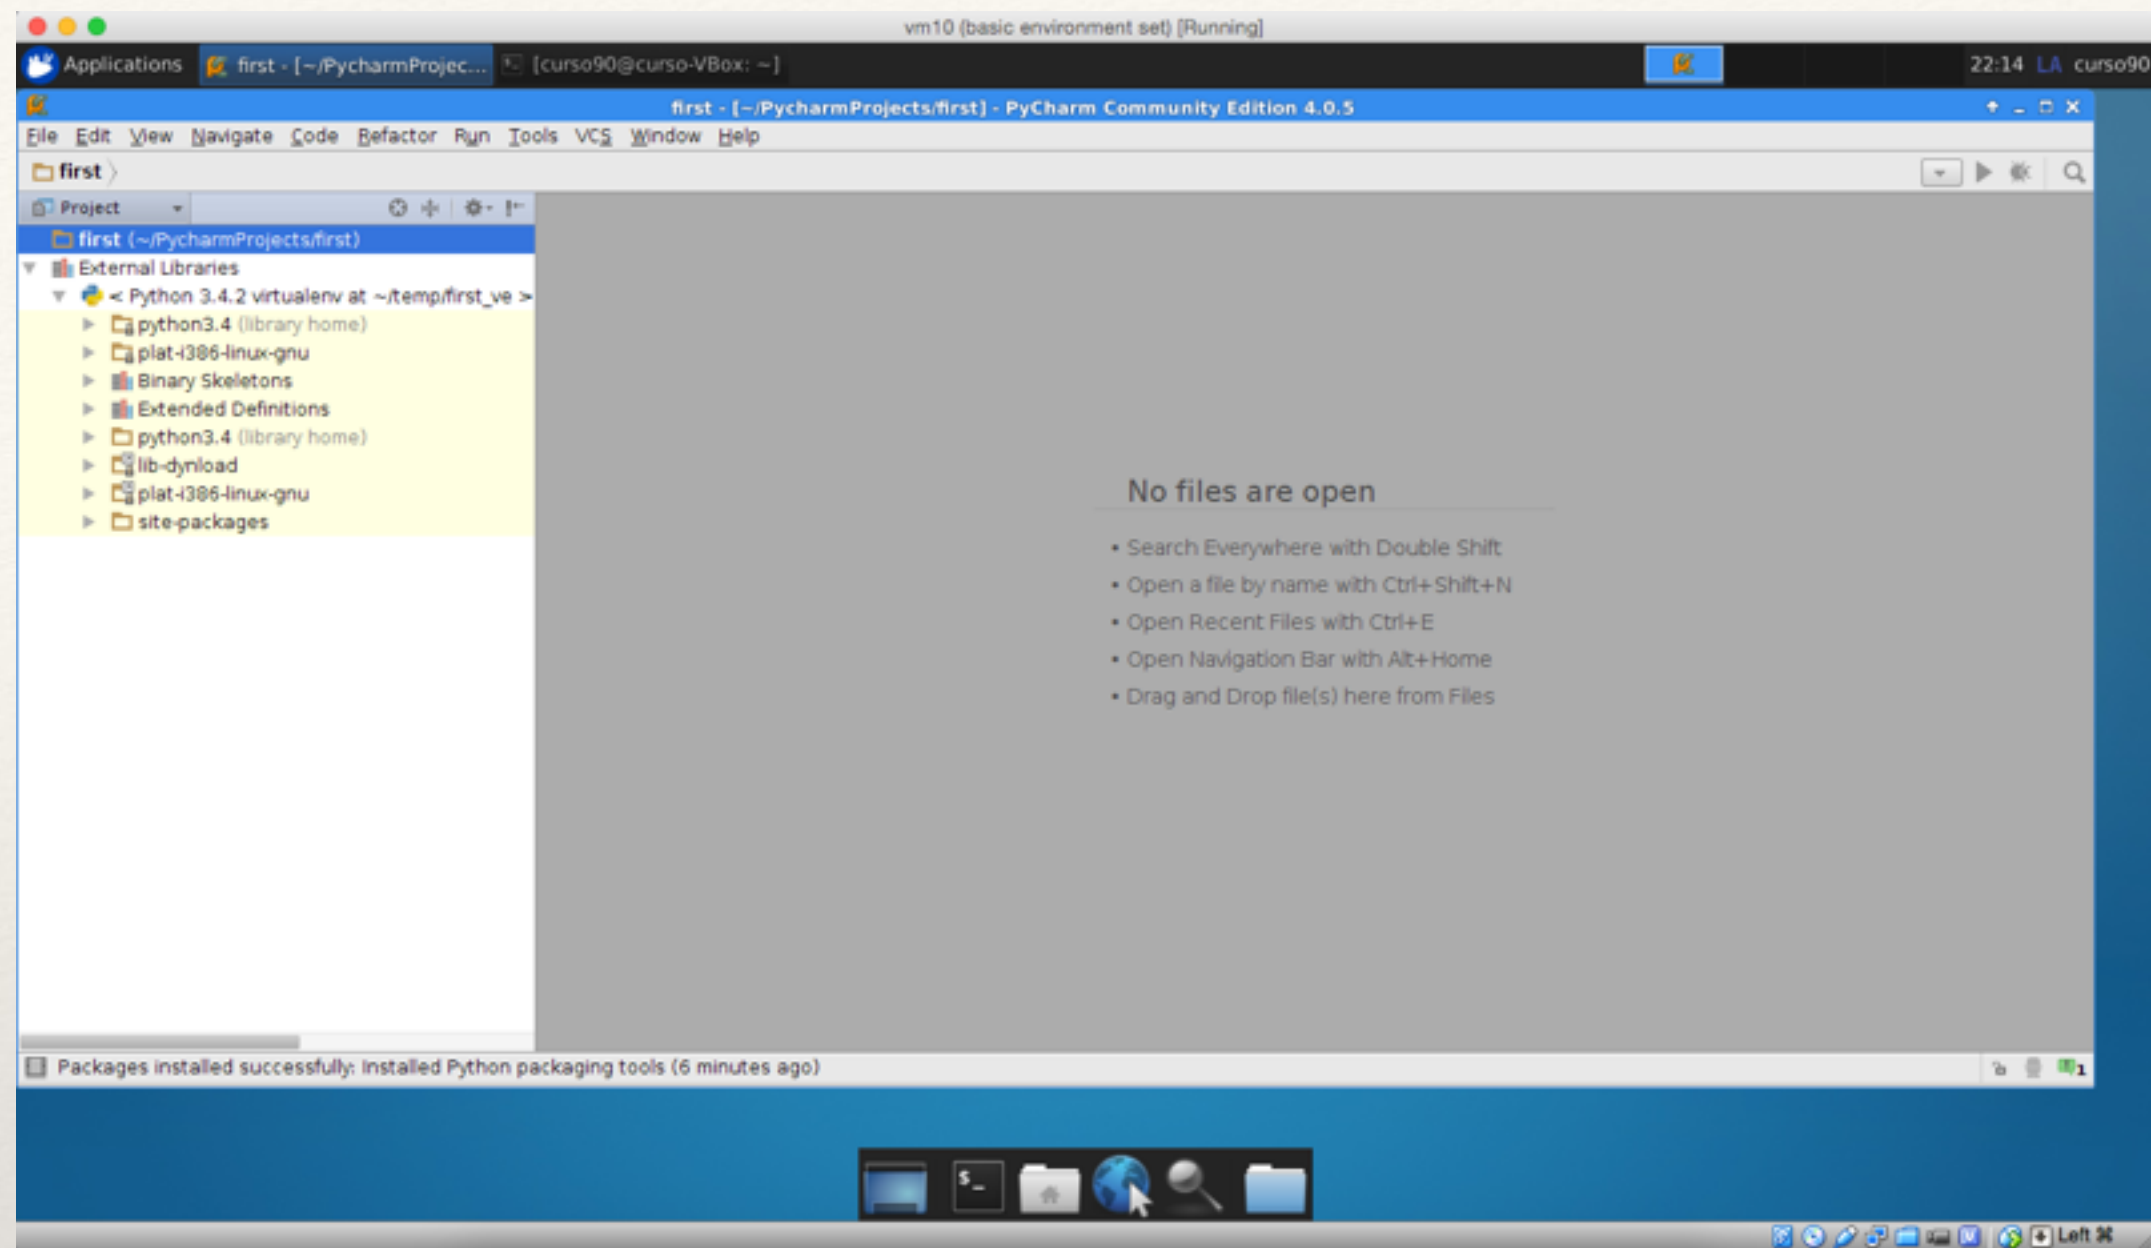 vm10 (basic environment set) [Running]
Applications first - [~/PycharmProjec... [curso90@curso-VBox: ~] 22:14 LA curso90
first - [~/PycharmProjects/first] - PyCharm Community Edition 4.0.5
File Edit View Navigate Code Refactor Run Tools VCS Window Help
first
Project
first (~/PycharmProjects/first)
External Libraries
< Python 3.4.2 virtualenv at ~/temp/first_ve >
python3.4 (library home)
plat-i386-linux-gnu
Binary Skeletons
Extended Definitions
python3.4 (library home)
lib-dynload
plat-i386-linux-gnu
site-packages
No files are open
• Search Everywhere with Double Shift
• Open a file by name with Ctrl+Shift+N
• Open Recent Files with Ctrl+E
• Open Navigation Bar with Alt+Home
• Drag and Drop file(s) here from Files
Packages installed successfully: Installed Python packaging tools (6 minutes ago) 1
$_
Left ⌘